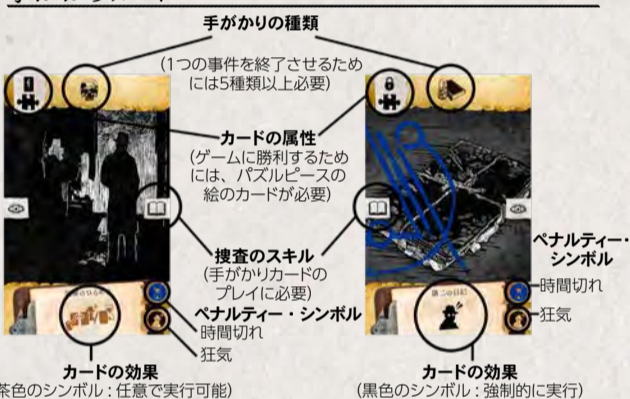 手がかりの種類
(1つの事件を終了させるため
には5種類以上必要)
カードの属性
(ゲームに勝利するため
には、パズルピースの
絵のカードが必要)
捜査のスキル
(手がかりカードの
プレイに必要)
ペナルティー・シンボル
時間切れ
狂気
カードの効果
茶色のシンボル:任意で実行可能)
ペナルティー・
シンボル
時間切れ
狂気
第二の日記
カードの効果
(黒色のシンボル:強制的に実行)